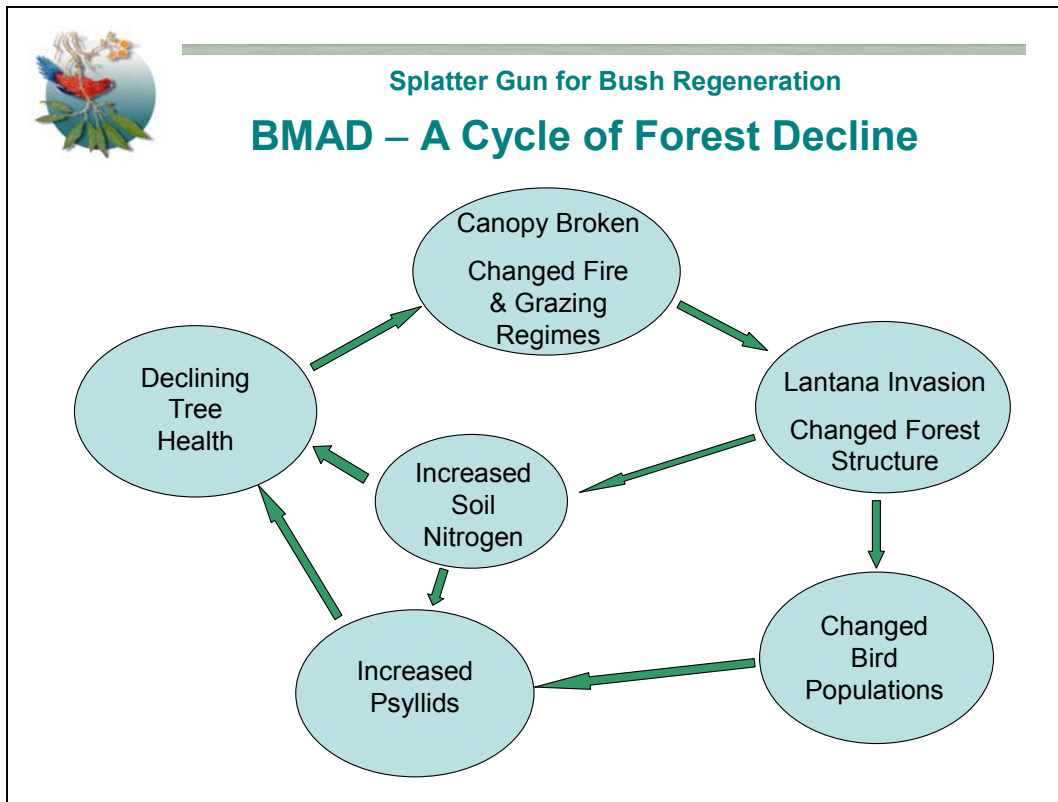 Splatter Gun for Bush Regeneration
BMAD – A Cycle of Forest Decline
Canopy Broken
Changed Fire
& Grazing
Regimes
Declining
Tree
Health
Lantana Invasion
Changed Forest
Structure
Increased
Soil
Nitrogen
Changed
Bird
Populations
Increased
Psyllids